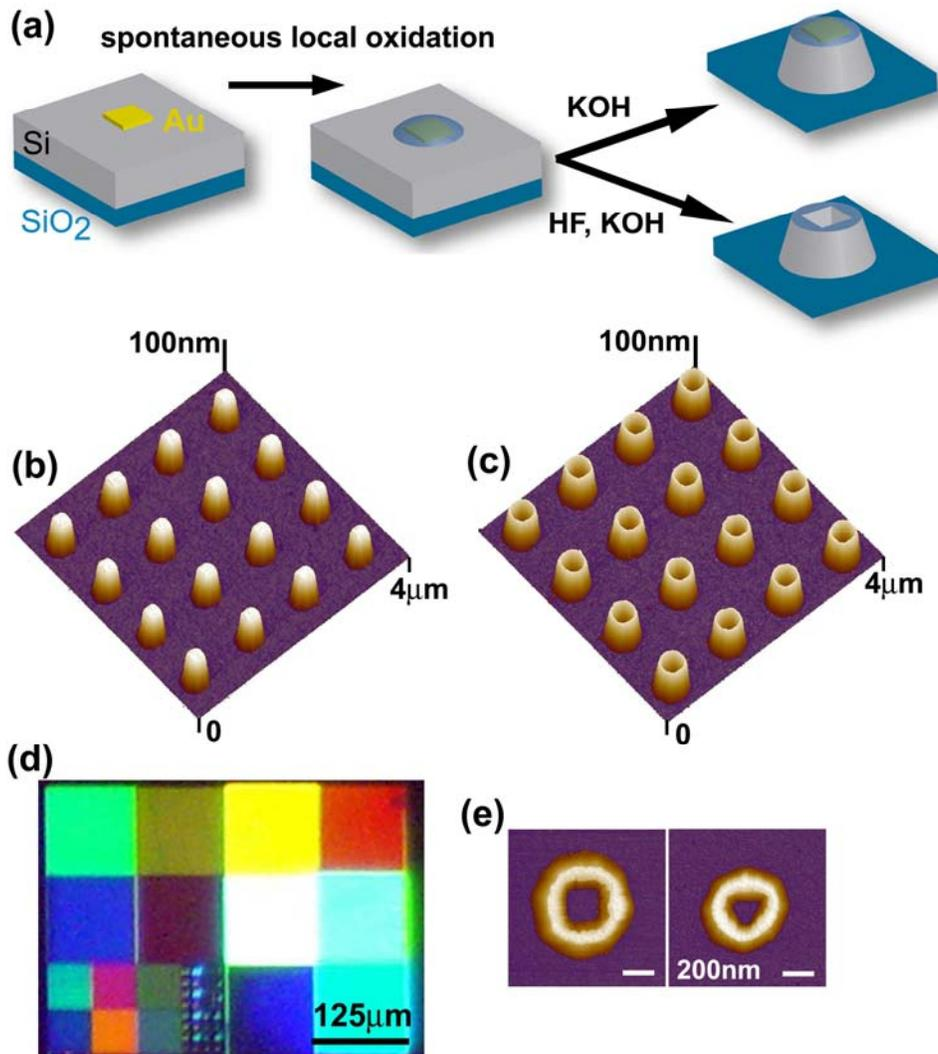 (a)
spontaneous local oxidation
Au
Si
SiO2
KOH
HF, KOH
100nm
(b)
4μm
0
100nm
(c)
4μm
0
(d)
125μm
(e)
200nm